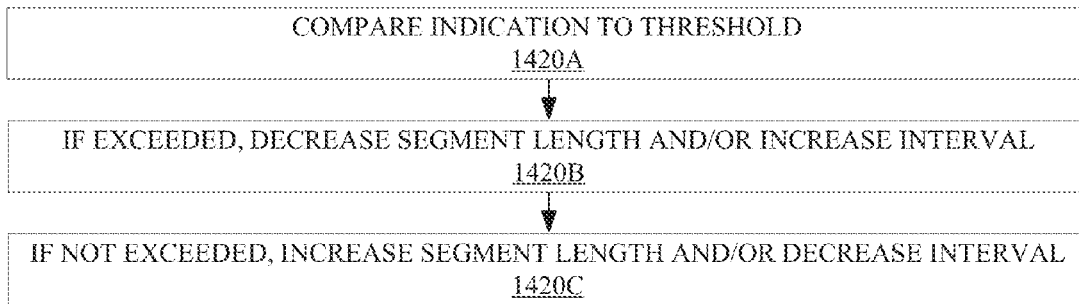 COMPARE INDICATION TO THRESHOLD
1420A
IF EXCEEDED, DECREASE SEGMENT LENGTH AND/OR INCREASE INTERVAL
1420B
IF NOT EXCEEDED, INCREASE SEGMENT LENGTH AND/OR DECREASE INTERVAL
1420C